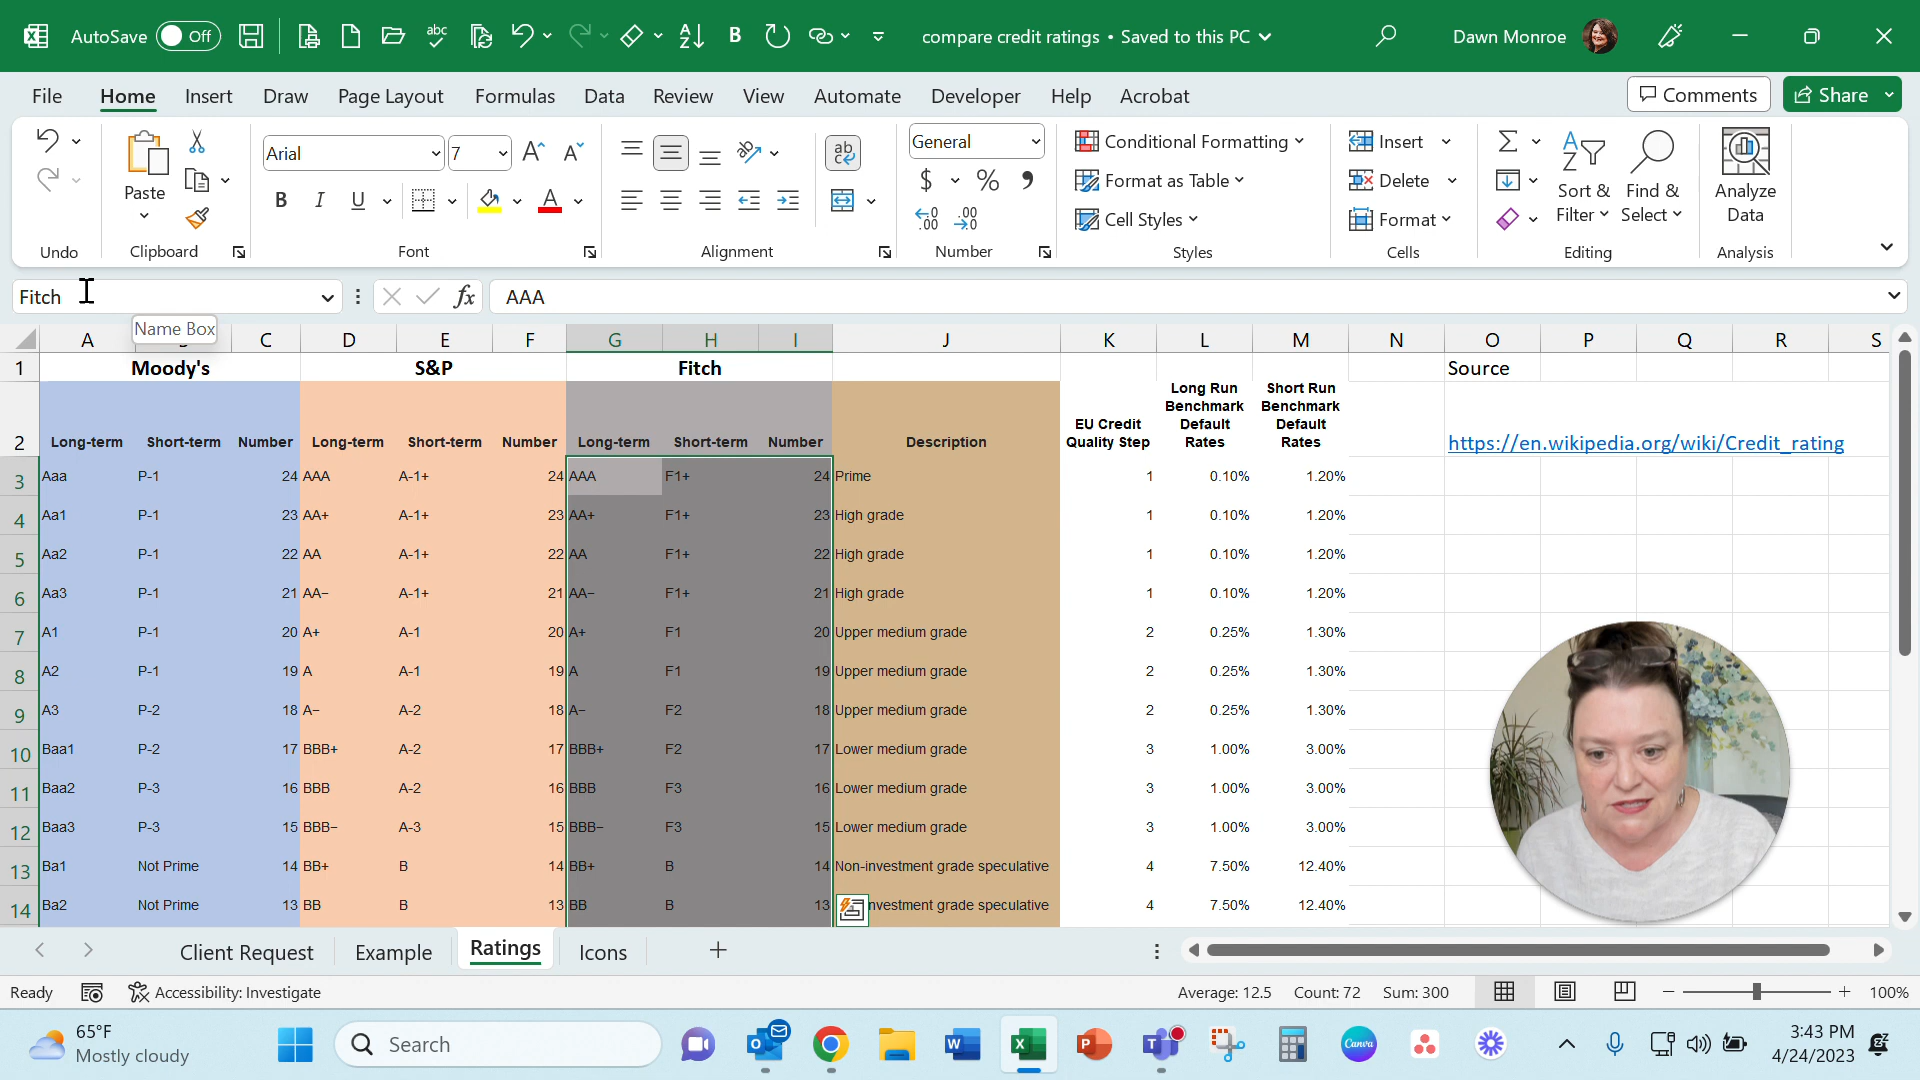 AutoSave Off
compare credit ratings • Saved to this PC
Dawn Monroe
File Home Insert Draw Page Layout Formulas Data Review View Automate Developer Help Acrobat
Comments
Share
Paste
Arial
7
General
Conditional Formatting
Format as Table
Cell Styles
Insert
Delete
Format
Sort & Filter
Find & Select
Analyze Data
Undo Clipboard Font Alignment Number Styles Cells Editing Analysis
Fitch
AAA
Name Box
A C D E F G H I J K L M N O P Q R S
1 Moody's S&P Fitch Source
2 Long-term Short-term Number Long-term Short-term Number Long-term Short-term Number Description EU Credit Quality Step Long Run Benchmark Default Rates Short Run Benchmark Default Rates https://en.wikipedia.org/wiki/Credit_rating
3 Aaa P-1 24 AAA A-1+ 24 AAA F1+ 24 Prime 1 0.10% 1.20%
4 Aa1 P-1 23 AA+ A-1+ 23 AA+ F1+ 23 High grade 1 0.10% 1.20%
5 Aa2 P-1 22 AA A-1+ 22 AA F1+ 22 High grade 1 0.10% 1.20%
6 Aa3 P-1 21 AA− A-1+ 21 AA− F1+ 21 High grade 1 0.10% 1.20%
7 A1 P-1 20 A+ A-1 20 A+ F1 20 Upper medium grade 2 0.25% 1.30%
8 A2 P-1 19 A A-1 19 A F1 19 Upper medium grade 2 0.25% 1.30%
9 A3 P-2 18 A− A-2 18 A− F2 18 Upper medium grade 2 0.25% 1.30%
10 Baa1 P-2 17 BBB+ A-2 17 BBB+ F2 17 Lower medium grade 3 1.00% 3.00%
11 Baa2 P-3 16 BBB A-2 16 BBB F3 16 Lower medium grade 3 1.00% 3.00%
12 Baa3 P-3 15 BBB− A-3 15 BBB− F3 15 Lower medium grade 3 1.00% 3.00%
13 Ba1 Not Prime 14 BB+ B 14 BB+ B 14 Non-investment grade speculative 4 7.50% 12.40%
14 Ba2 Not Prime 13 BB B 13 BB B 13 nvestment grade speculative 4 7.50% 12.40%
Client Request Example Ratings Icons
Ready Accessibility: Investigate Average: 12.5 Count: 72 Sum: 300 100%
65°F
Mostly cloudy
Search
3:43 PM
4/24/2023